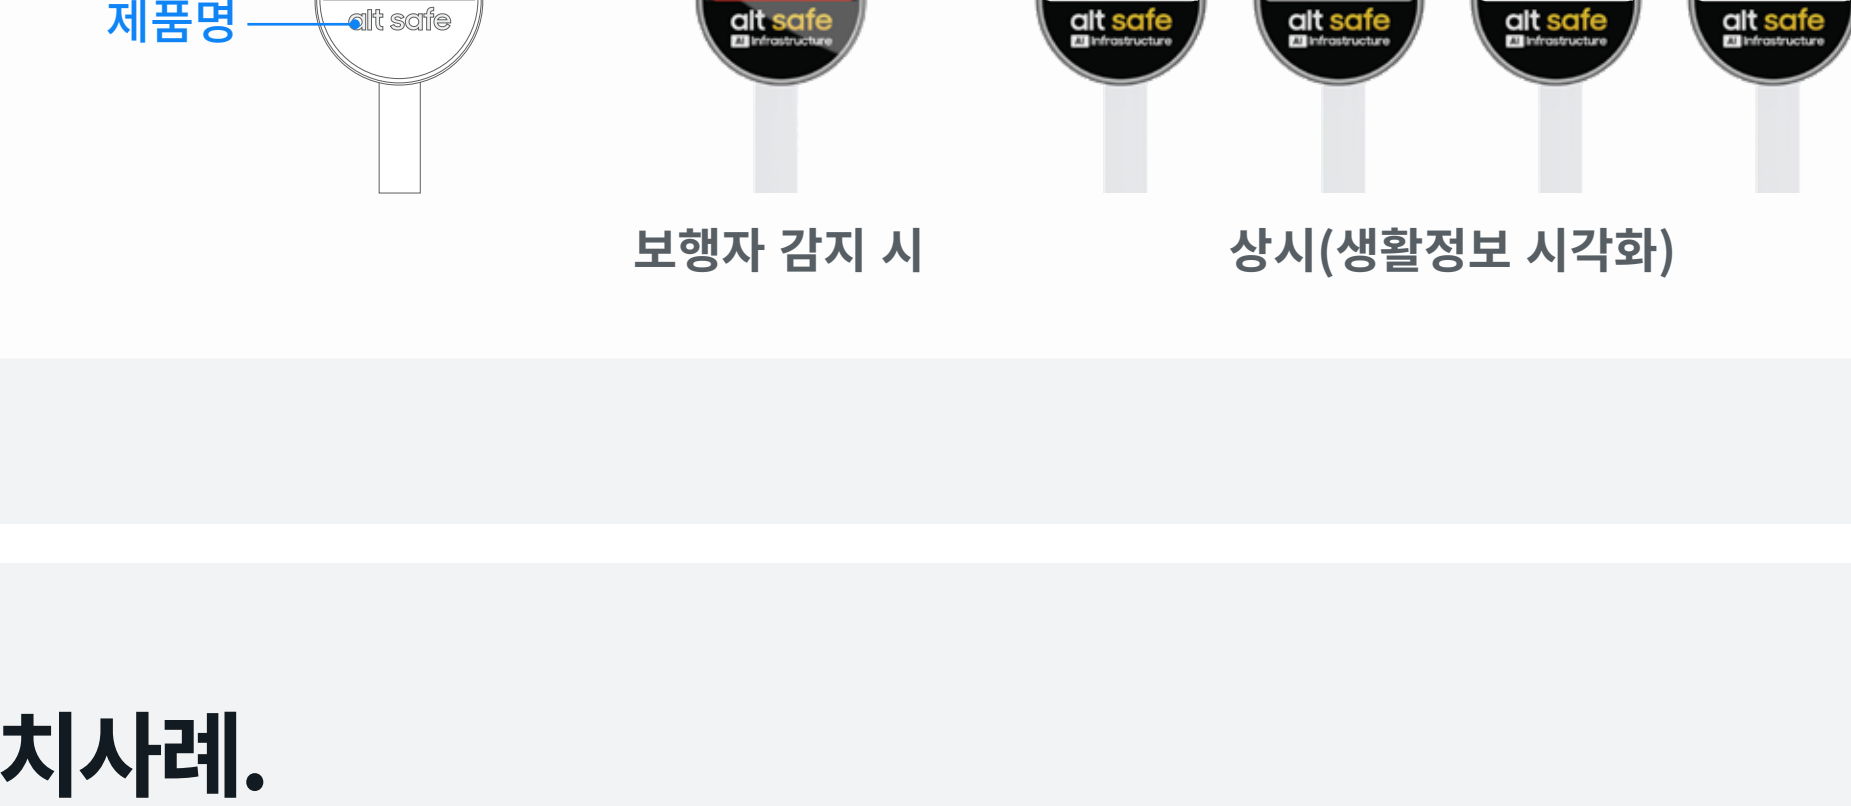 제품명
alt safe
alt safe
AI Infrastructure
alt safe
AI Infrastructure
alt safe
AI Infrastructure
alt safe
AI Infrastructure
alt safe
AI Infrastructure
보행자 감지 시
상시(생활정보 시각화)
치사례.